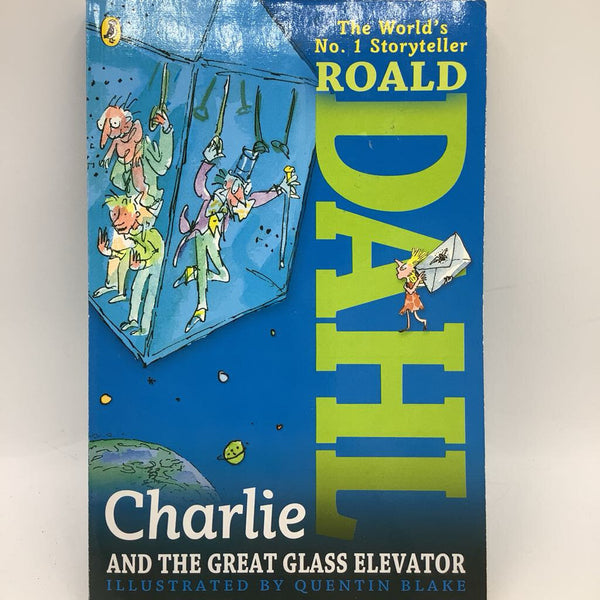 The World's
No. 1 Storyteller
ROALD
DAHL
Charlie
AND THE GREAT GLASS ELEVATOR
ILLUSTRATED BY QUENTIN BLAKE